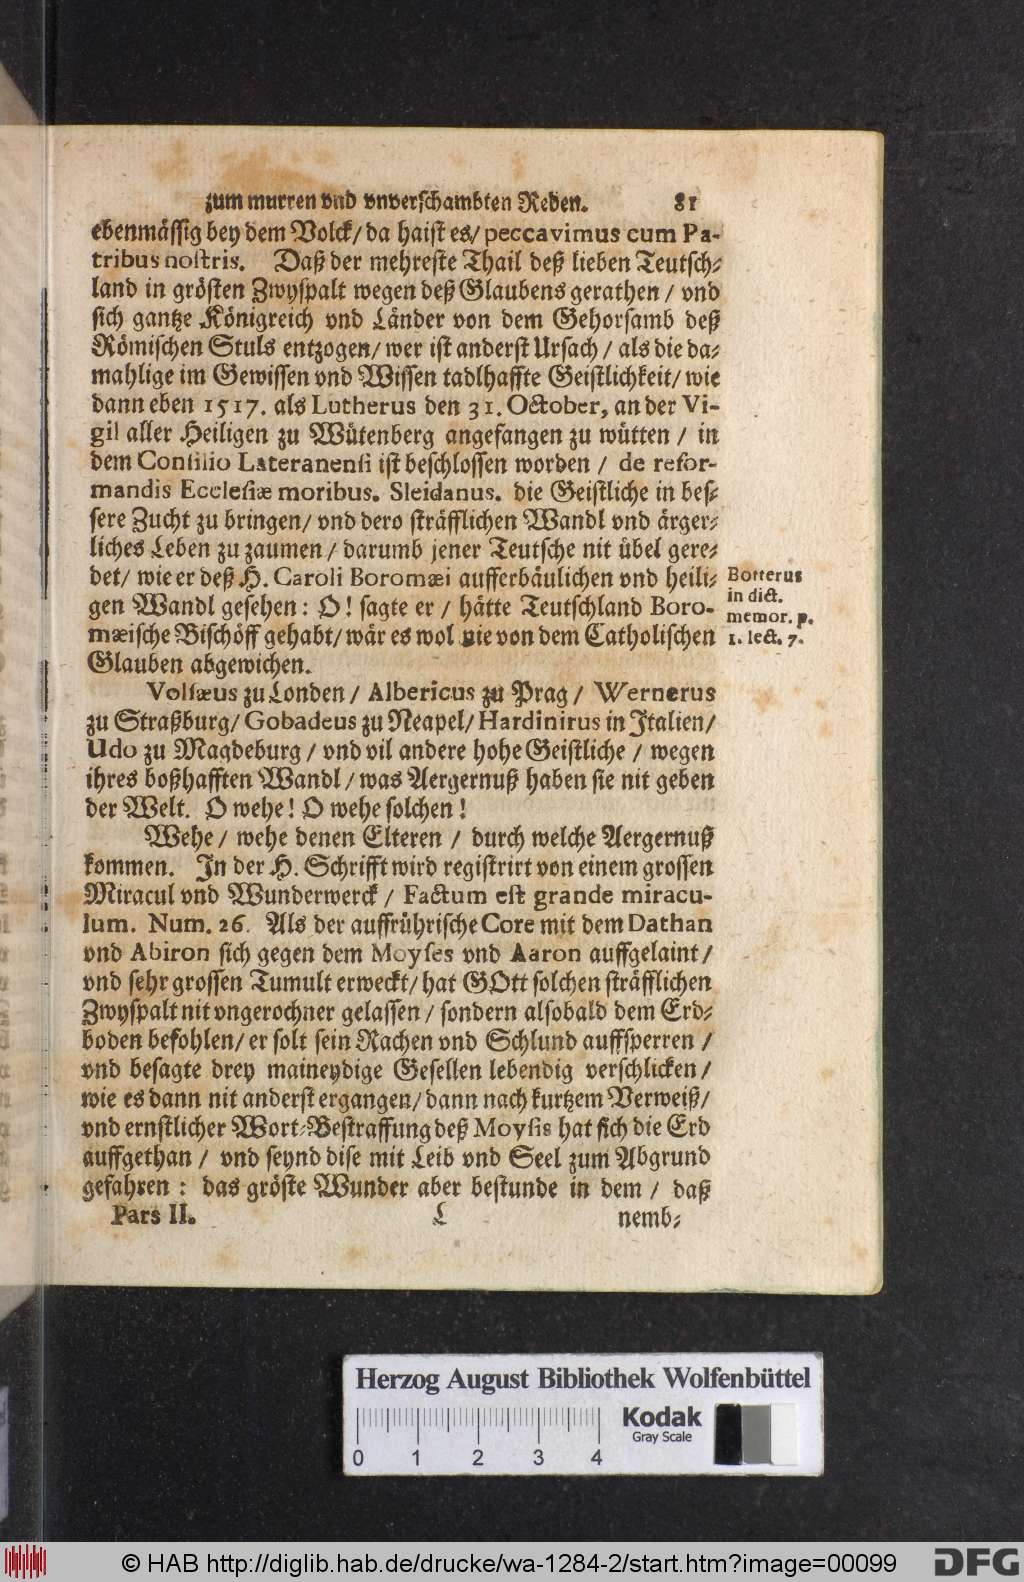 zum murren vnd vnverschambten Reden. 81
ebenmässig bey dem Volck/ da haist es/ peccavimus cum Pa-
tribus nostris. Daß der mehreste Thail deß lieben Teutsch-
land in grösten Zwyspalt wegen deß Glaubens gerathen / vnd
sich gantze Königreich vnd Länder von dem Gehorsamb deß
Römischen Stuls entzogen/ wer ist anderst Ursach / als die da-
mahlige im Gewissen vnd Wissen tadlhaffte Geistlichkeit/ wie
dann eben 1517. als Lutherus den 31. October, an der Vi-
gil aller Heiligen zu Wütenberg angefangen zu wütten / in
dem Consilio Lateranensi ist beschlossen worden / de refor-
mandis Ecclesiæ moribus. Sleidanus. die Geistliche in bes-
sere Zucht zu bringen/ vnd dero sträfflichen Wandl vnd ärger-
liches Leben zu zaumen / darumb jener Teutsche nit übel gere-
det/ wie er deß H. Caroli Boromæi aufferbäulichen vnd heili-
gen Wandl gesehen: O! sagte er / hätte Teutschland Boro-
mæische Bischöff gehabt/ wär es wol nie von dem Catholischen
Glauben abgewichen.
Botterus
in dict.
memor. p.
1. lect. 7.
Volsæus zu Londen / Albericus zu Prag / Wernerus
zu Straßburg/ Gobadeus zu Neapel/ Hardinirus in Italien/
Udo zu Magdeburg / vnd vil andere hohe Geistliche / wegen
ihres boßhafften Wandl / was Aergernuß haben sie nit geben
der Welt. O wehe! O wehe solchen!
Wehe / wehe denen Elteren / durch welche Aergernuß
kommen. In der H. Schrifft wird registrirt von einem grossen
Miracul vnd Wunderwerck / Factum est grande miracu-
lum. Num. 26. Als der auffrührische Core mit dem Dathan
vnd Abiron sich gegen dem Moyses vnd Aaron auffgelaint /
vnd sehr grossen Tumult erweckt/ hat GOtt solchen sträfflichen
Zwyspalt nit vngerochner gelassen / sondern alsobald dem Erd-
boden befohlen/ er solt sein Rachen vnd Schlund auffsperren /
vnd besagte drey maineydige Gesellen lebendig verschlicken /
wie es dann nit anderst ergangen/ dann nach kurtzem Verweiß/
vnd ernstlicher Wort-Bestraffung deß Moysis hat sich die Erd
auffgethan / vnd seynd dise mit Leib vnd Seel zum Abgrund
gefahren : das gröste Wunder aber bestunde in dem / daß
Pars II. L nemb-
Herzog August Bibliothek Wolfenbüttel
Kodak
Gray Scale
0 1 2 3 4
© HAB http://diglib.hab.de/drucke/wa-1284-2/start.htm?image=00099
DFG